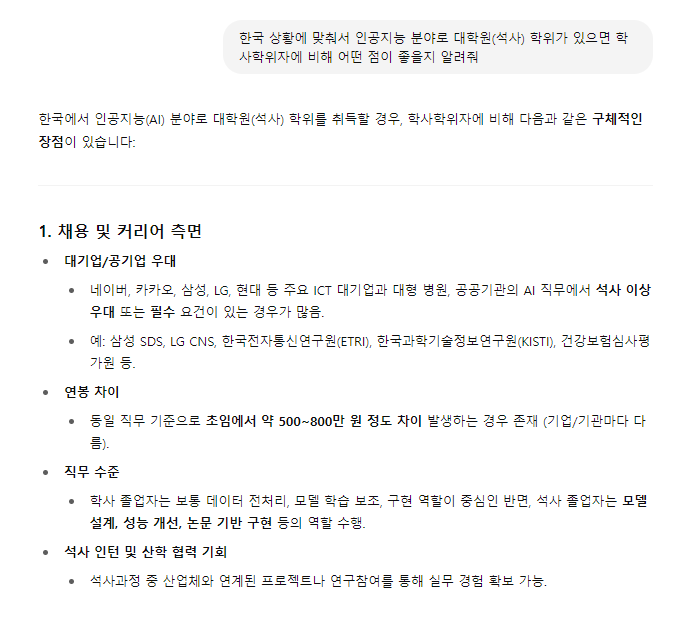 한국 상황에 맞춰서 인공지능 분야로 대학원(석사) 학위가 있으면 학
사학위자에 비해 어떤 점이 좋을지 알려줘
한국에서 인공지능(AI) 분야로 대학원(석사) 학위를 취득할 경우, 학사학위자에 비해 다음과 같은 구체적인
장점이 있습니다:
1. 채용 및 커리어 측면
• 대기업/공기업 우대
• 네이버, 카카오, 삼성, LG, 현대 등 주요 ICT 대기업과 대형 병원, 공공기관의 AI 직무에서 석사 이상
우대 또는 필수 요건이 있는 경우가 많음.
• 예: 삼성 SDS, LG CNS, 한국전자통신연구원(ETRI), 한국과학기술정보연구원(KISTI), 건강보험심사평
가원 등.
• 연봉 차이
• 동일 직무 기준으로 초임에서 약 500~800만 원 정도 차이 발생하는 경우 존재 (기업/기관마다 다
름).
• 직무 수준
• 학사 졸업자는 보통 데이터 전처리, 모델 학습 보조, 구현 역할이 중심인 반면, 석사 졸업자는 모델
설계, 성능 개선, 논문 기반 구현 등의 역할 수행.
• 석사 인턴 및 산학 협력 기회
• 석사과정 중 산업체와 연계된 프로젝트나 연구참여를 통해 실무 경험 확보 가능.